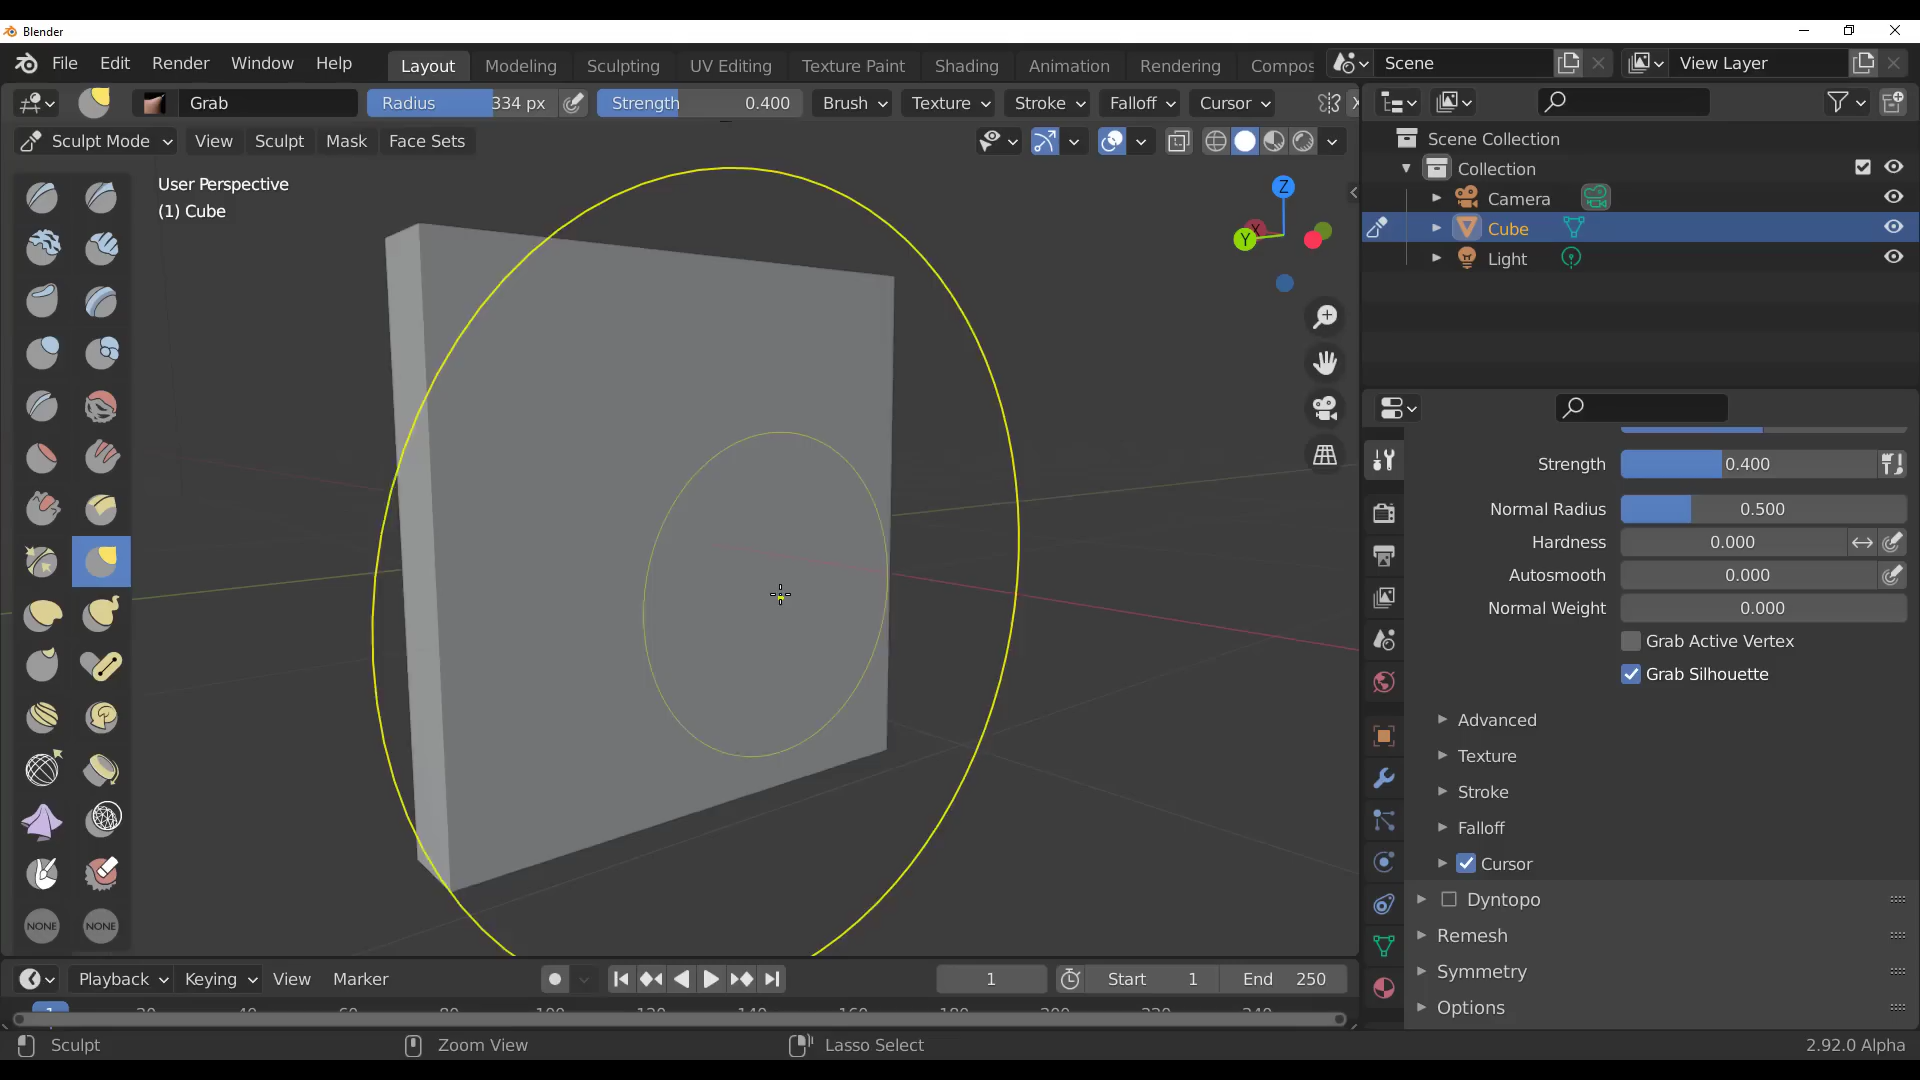 Blender
File Edit Render Window Help Layout Modeling Sculpting UV Editing Texture Paint Shading Animation Rendering Compos Scene View Layer
Grab Radius 334 px Strength 0.400 Brush Texture Stroke Falloff Cursor X
Sculpt Mode View Sculpt Mask Face Sets
User Perspective
(1) Cube
Z
X
Y
Scene Collection
Collection
Camera
Cube
Light
Strength 0.400
Normal Radius 0.500
Hardness 0.000
Autosmooth 0.000
Normal Weight 0.000
Grab Active Vertex
Grab Silhouette
Advanced
Texture
Stroke
Falloff
Cursor
Dyntopo
Remesh
Symmetry
Options
NONE NONE
Playback Keying View Marker 1 Start 1 End 250
Sculpt Zoom View Lasso Select 2.92.0 Alpha